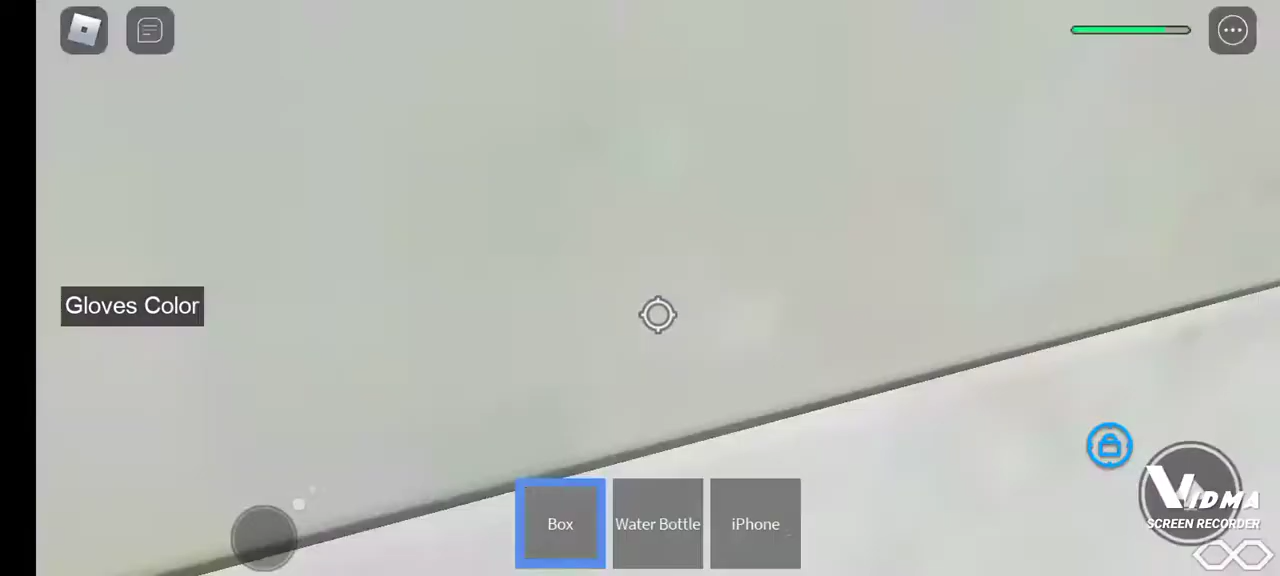 Gloves Color
Box
Water Bottle
iPhone
VIDMA
SCREEN RECORDER